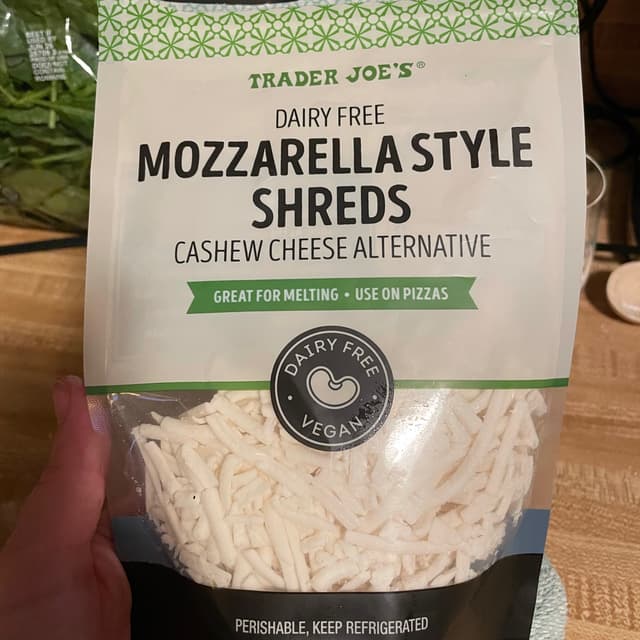 TRADER JOE'S®
DAIRY FREE
MOZZARELLA STYLE
SHREDS
CASHEW CHEESE ALTERNATIVE
GREAT FOR MELTING • USE ON PIZZAS
DAIRY FREE
• VEGAN •
PERISHABLE, KEEP REFRIGERATED